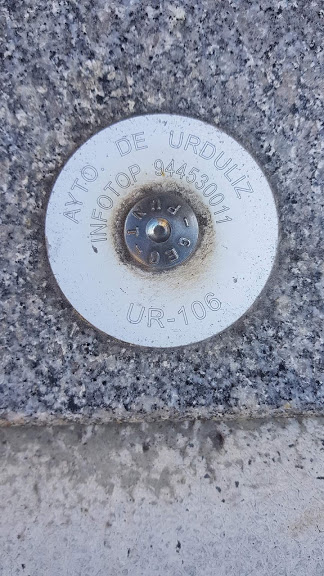 AYTO. DE URDULIZ
INFOTOP 944530011
GEO-PUNT
UR-106